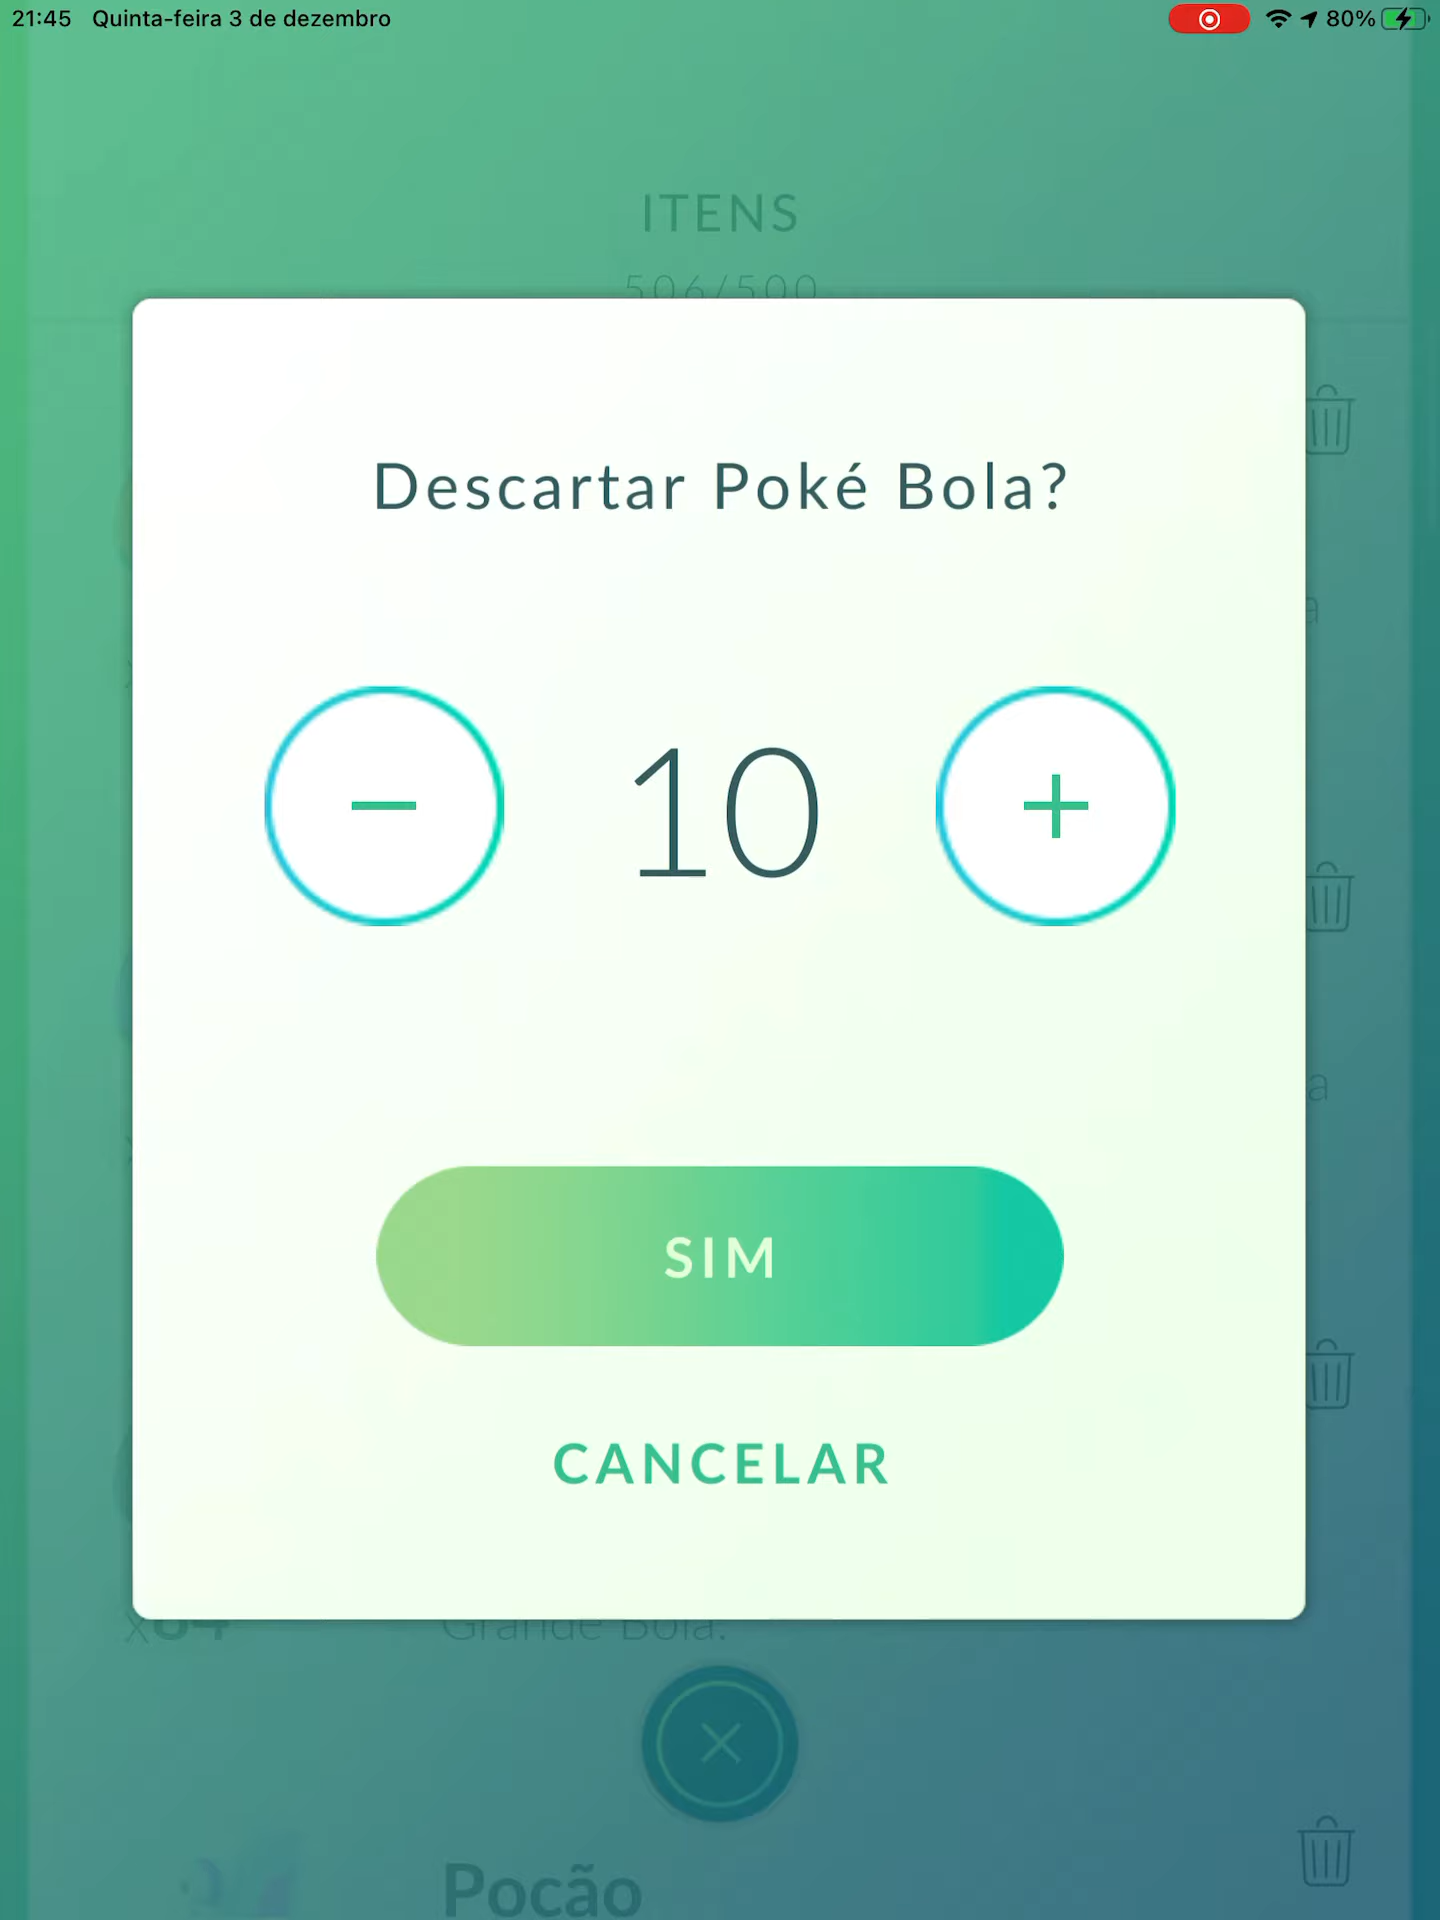 21:45 Quinta-feira 3 de dezembro 80%
ITENS
506/500
Descartar Poké Bola?
− 10 +
SIM
CANCELAR
x64 Grande Bola.
Poção